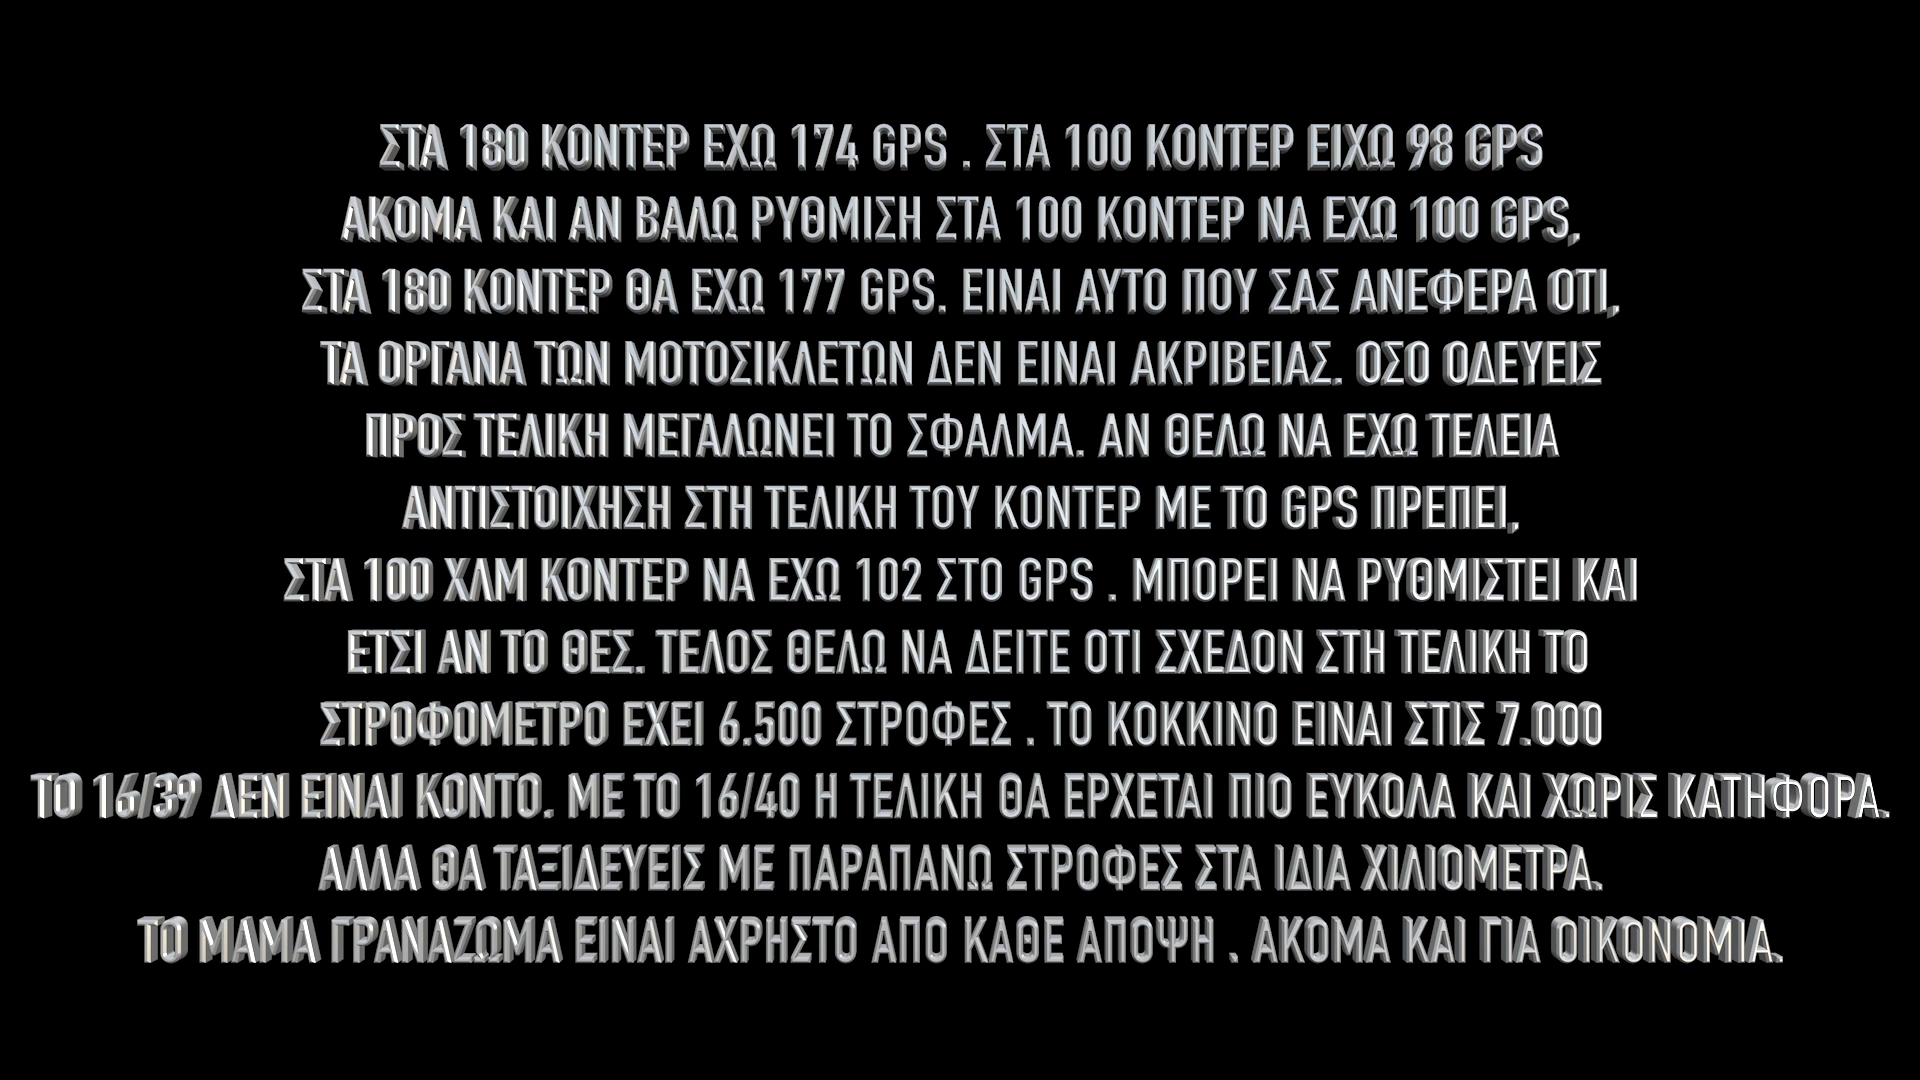 ΣΤΑ 180 ΚΟΝΤΕΡ ΕΧΩ 174 GPS . ΣΤΑ 100 ΚΟΝΤΕΡ ΕΙΧΩ 98 GPS
ΑΚΟΜΑ ΚΑΙ ΑΝ ΒΑΛΩ ΡΥΘΜΙΣΗ ΣΤΑ 100 ΚΟΝΤΕΡ ΝΑ ΕΧΩ 100 GPS,
ΣΤΑ 180 ΚΟΝΤΕΡ ΘΑ ΕΧΩ 177 GPS. ΕΙΝΑΙ ΑΥΤΟ ΠΟΥ ΣΑΣ ΑΝΕΦΕΡΑ ΟΤΙ,
ΤΑ ΟΡΓΑΝΑ ΤΩΝ ΜΟΤΟΣΙΚΛΕΤΩΝ ΔΕΝ ΕΙΝΑΙ ΑΚΡΙΒΕΙΑΣ. ΟΣΟ ΟΔΕΥΕΙΣ
ΠΡΟΣ ΤΕΛΙΚΗ ΜΕΓΑΛΩΝΕΙ ΤΟ ΣΦΑΛΜΑ. ΑΝ ΘΕΛΩ ΝΑ ΕΧΩ ΤΕΛΕΙΑ
ΑΝΤΙΣΤΟΙΧΗΣΗ ΣΤΗ ΤΕΛΙΚΗ ΤΟΥ ΚΟΝΤΕΡ ΜΕ ΤΟ GPS ΠΡΕΠΕΙ,
ΣΤΑ 100 ΧΛΜ ΚΟΝΤΕΡ ΝΑ ΕΧΩ 102 ΣΤΟ GPS . ΜΠΟΡΕΙ ΝΑ ΡΥΘΜΙΣΤΕΙ ΚΑΙ
ΕΤΣΙ ΑΝ ΤΟ ΘΕΣ. ΤΕΛΟΣ ΘΕΛΩ ΝΑ ΔΕΙΤΕ ΟΤΙ ΣΧΕΔΟΝ ΣΤΗ ΤΕΛΙΚΗ ΤΟ
ΣΤΡΟΦΟΜΕΤΡΟ ΕΧΕΙ 6.500 ΣΤΡΟΦΕΣ . ΤΟ ΚΟΚΚΙΝΟ ΕΙΝΑΙ ΣΤΙΣ 7.000
ΤΟ 16/39 ΔΕΝ ΕΙΝΑΙ ΚΟΝΤΟ. ΜΕ ΤΟ 16/40 Η ΤΕΛΙΚΗ ΘΑ ΕΡΧΕΤΑΙ ΠΙΟ ΕΥΚΟΛΑ ΚΑΙ ΧΩΡΙΣ ΚΑΤΗΦΟΡΑ.
ΑΛΛΑ ΘΑ ΤΑΞΙΔΕΥΕΙΣ ΜΕ ΠΑΡΑΠΑΝΩ ΣΤΡΟΦΕΣ ΣΤΑ ΙΔΙΑ ΧΙΛΙΟΜΕΤΡΑ.
ΤΟ ΜΑΜΑ ΓΡΑΝΑΖΩΜΑ ΕΙΝΑΙ ΑΧΡΗΣΤΟ ΑΠΟ ΚΑΘΕ ΑΠΟΨΗ . ΑΚΟΜΑ ΚΑΙ ΓΙΑ ΟΙΚΟΝΟΜΙΑ.